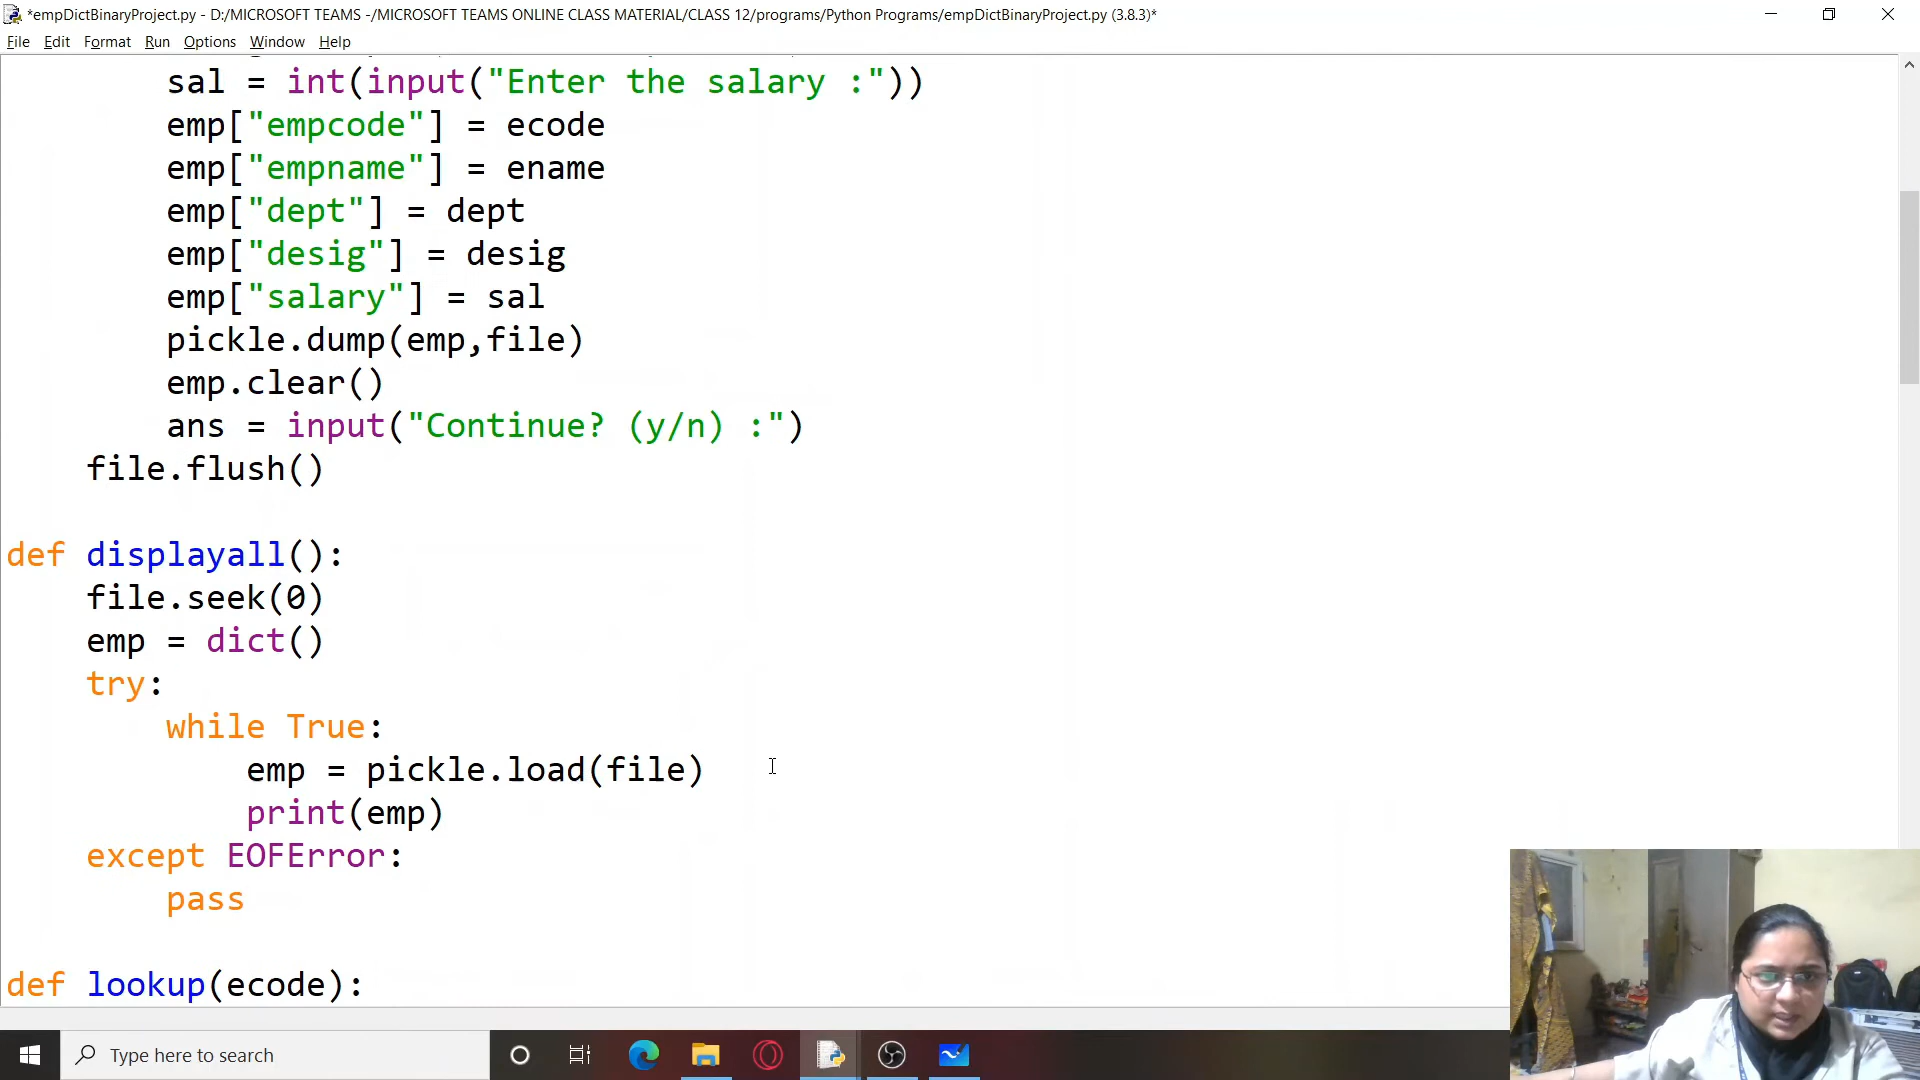 *empDictBinaryProject.py - D:/MICROSOFT TEAMS -/MICROSOFT TEAMS ONLINE CLASS MATERIAL/CLASS 12/programs/Python Programs/empDictBinaryProject.py (3.8.3)*
File Edit Format Run Options Window Help
sal = int(input("Enter the salary :"))
emp["empcode"] = ecode
emp["empname"] = ename
emp["dept"] = dept
emp["desig"] = desig
emp["salary"] = sal
pickle.dump(emp,file)
emp.clear()
ans = input("Continue? (y/n) :")
file.flush()
def displayall():
file.seek(0)
emp = dict()
try:
while True:
emp = pickle.load(file)
print(emp)
except EOFError:
pass
def lookup(ecode):
Type here to search